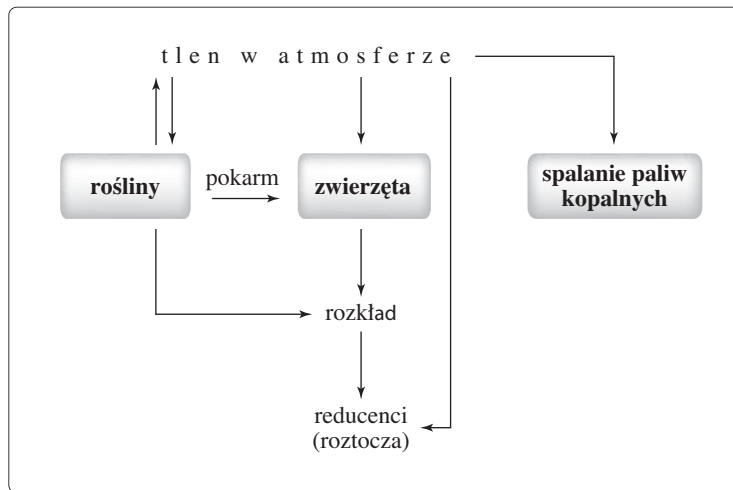 tlen w atmosferze
pokarm
rośliny
zwierzęta
spalanie paliw
kopalnych
rozkład
reducenci
(roztocza)